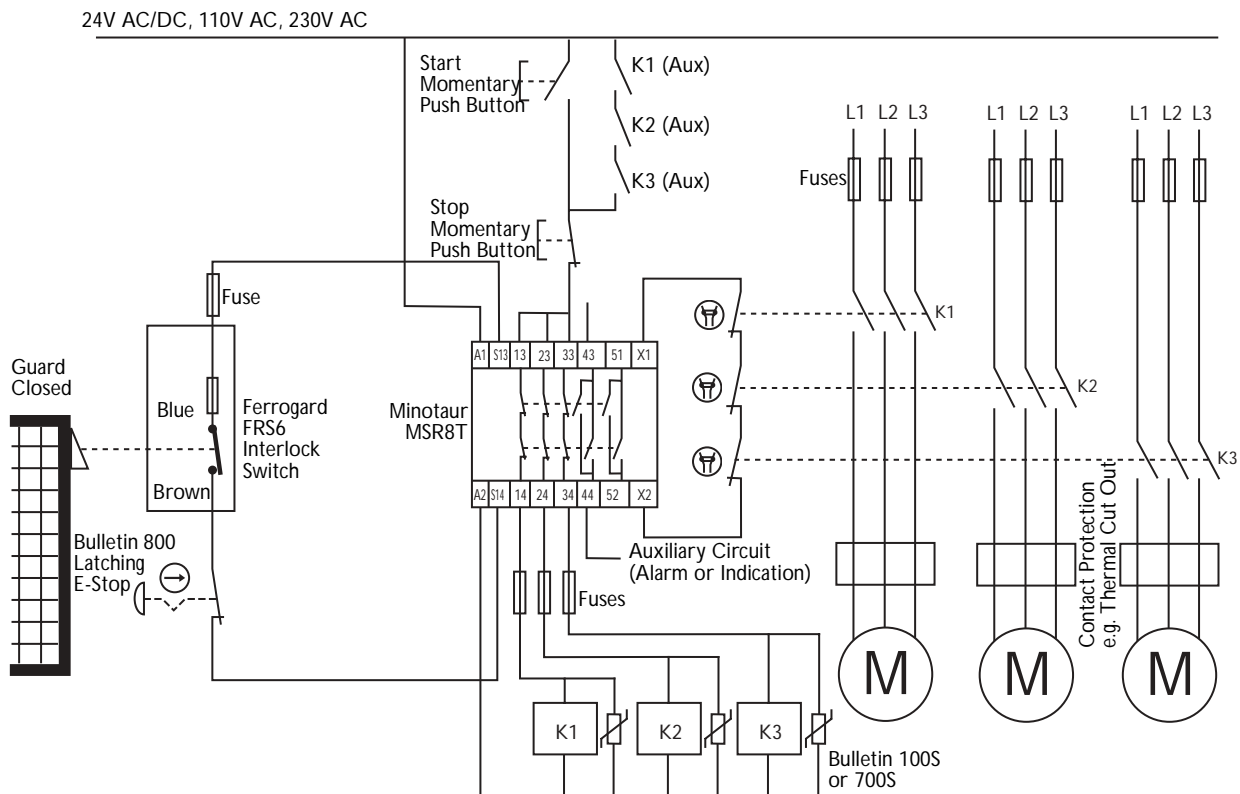 24V AC/DC, 110V AC, 230V AC
Start
Momentary
Push Button
K1 (Aux)
K2 (Aux)
K3 (Aux)
L1 L2 L3
L1 L2 L3
L1 L2 L3
Fuses
Stop
Momentary
Push Button
Fuse
K1
K2
K3
Guard
Closed
Blue
Brown
Ferrogard
FRS6
Interlock
Switch
Minotaur
MSR8T
A1 S13 13 23 33 43 51 X1
A2 S14 14 24 34 44 52 X2
Bulletin 800
Latching
E-Stop
Auxiliary Circuit
(Alarm or Indication)
Fuses
Contact Protection
e.g. Thermal Cut Out
M
M
M
K1
K2
K3
Bulletin 100S
or 700S